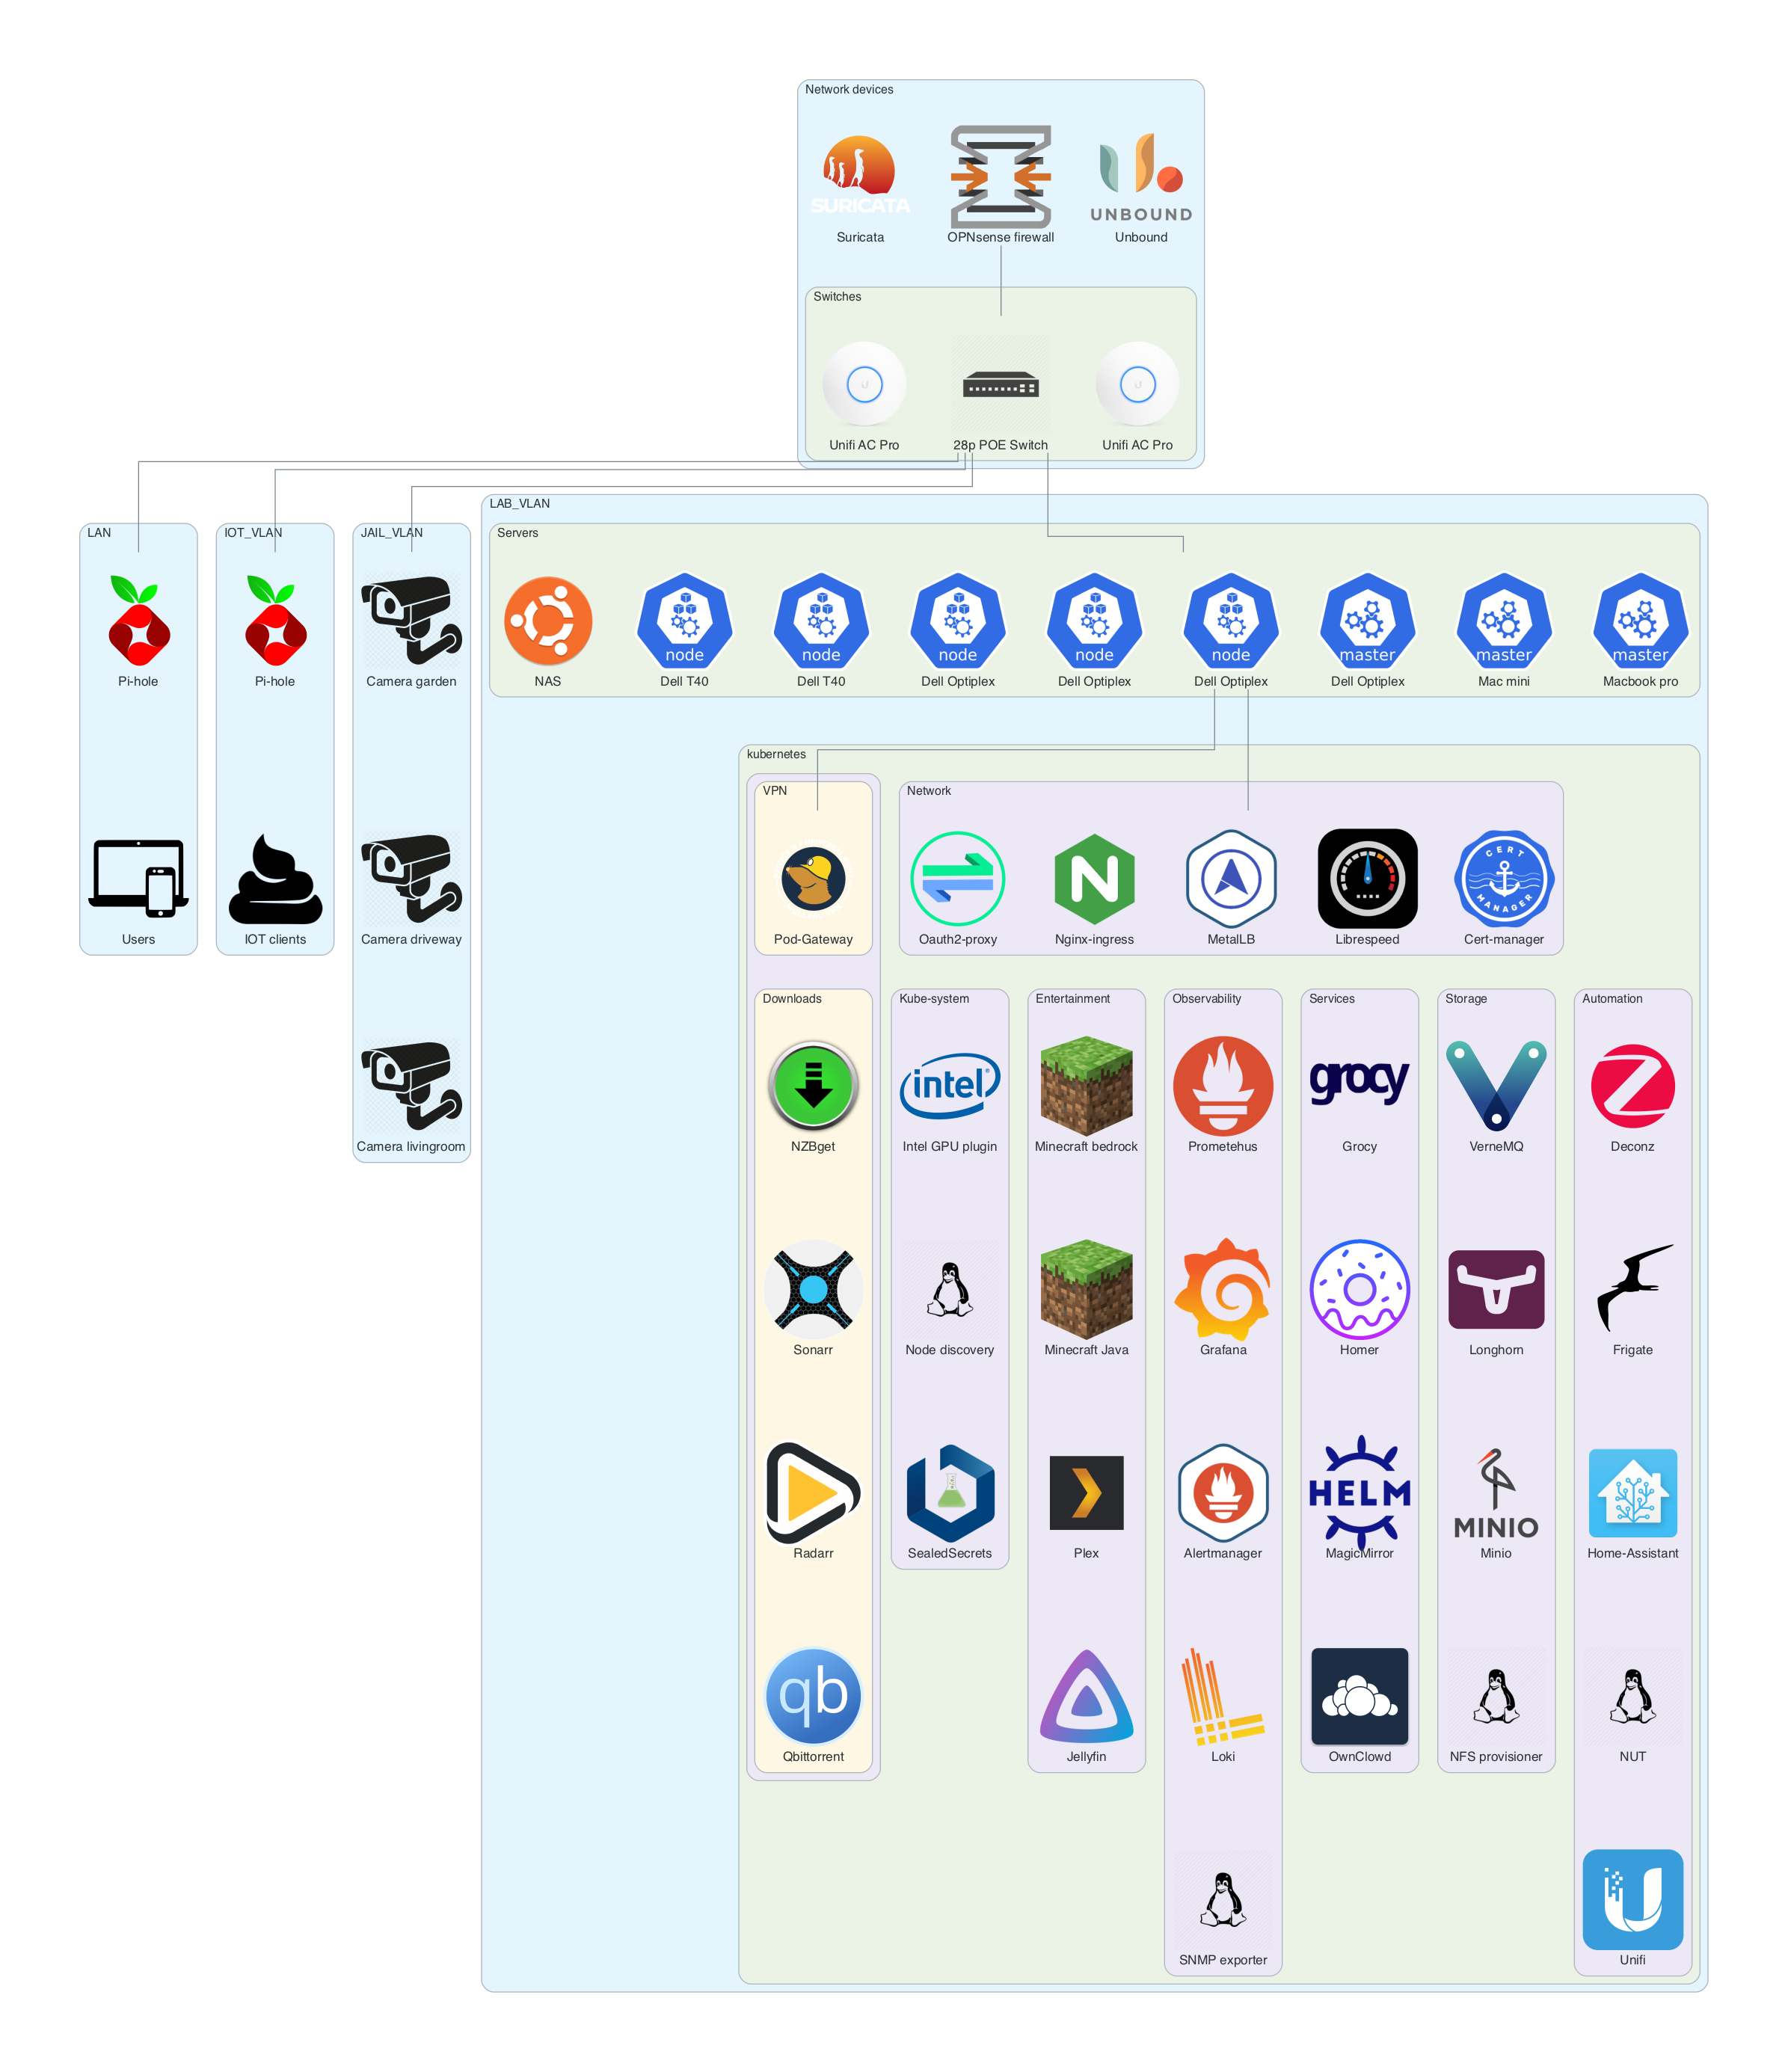 Network devices
SURICATA
UNBOUND
Suricata
OPNsense firewall
Unbound
Switches
Unifi AC Pro
28p POE Switch
Unifi AC Pro
LAN
IOT_VLAN
JAIL_VLAN
LAB_VLAN
Servers
node
node
node
node
node
master
master
master
Pi-hole
Pi-hole
Camera garden
NAS
Dell T40
Dell T40
Dell Optiplex
Dell Optiplex
Dell Optiplex
Dell Optiplex
Mac mini
Macbook pro
kubernetes
VPN
Network
CERT
MANAGER
Users
IOT clients
Camera driveway
Pod-Gateway
Oauth2-proxy
Nginx-ingress
MetalLB
Librespeed
Cert-manager
Downloads
Kube-system
Entertainment
Observability
Services
Storage
Automation
intel
grocy
Camera livingroom
NZBget
Intel GPU plugin
Minecraft bedrock
Prometehus
Grocy
VerneMQ
Deconz
Sonarr
Node discovery
Minecraft Java
Grafana
Homer
Longhorn
Frigate
HELM
MINIO
Radarr
SealedSecrets
Plex
Alertmanager
MagicMirror
Minio
Home-Assistant
qb
Qbittorrent
Jellyfin
Loki
OwnClowd
NFS provisioner
NUT
SNMP exporter
Unifi